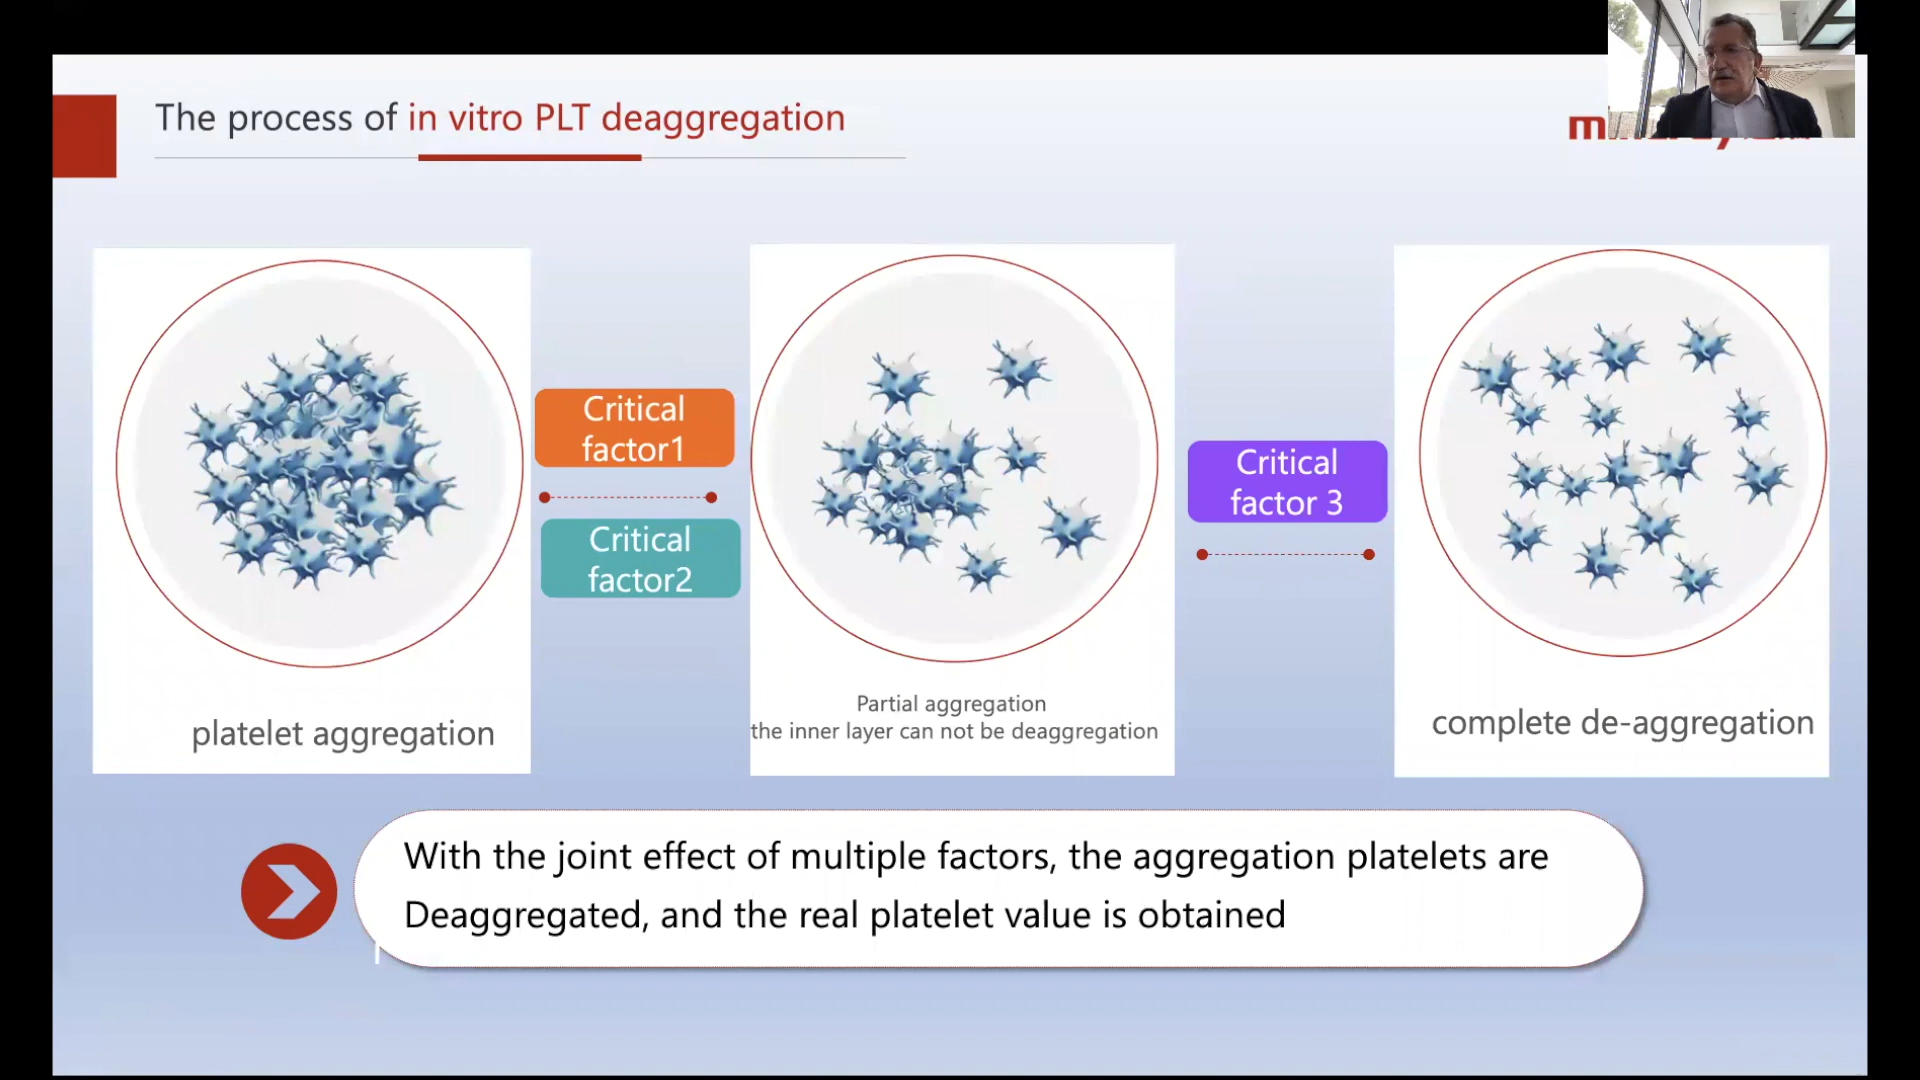 The process of in vitro PLT deaggregation
Critical
factor1
Critical
factor2
Critical
factor 3
platelet aggregation
Partial aggregation
the inner layer can not be deaggregation
complete de-aggregation
With the joint effect of multiple factors, the aggregation platelets are
Deaggregated, and the real platelet value is obtained